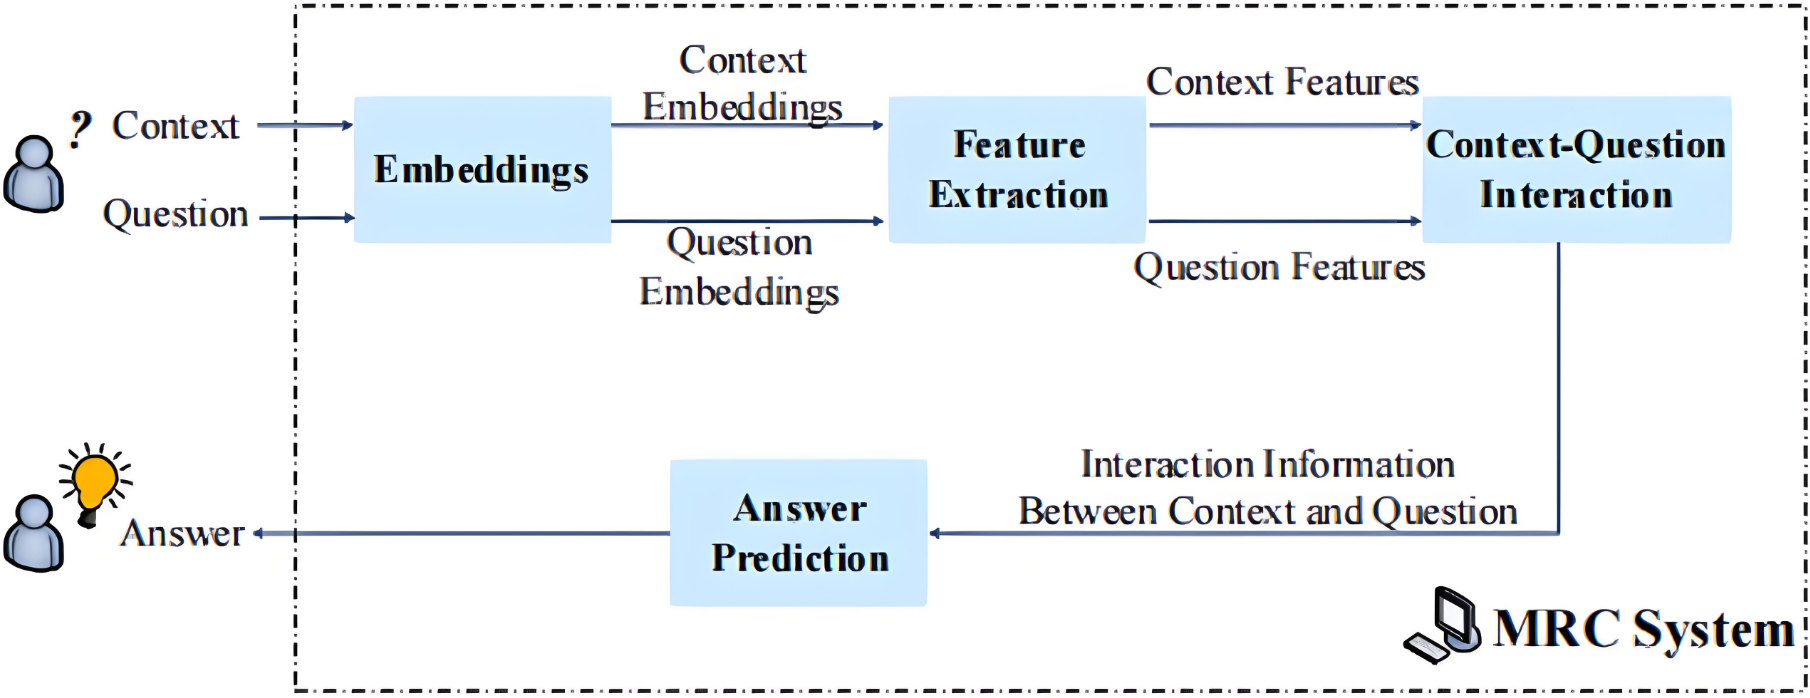 ? Context
Question
Embeddings
Context
Embeddings
Question
Embeddings
Feature
Extraction
Context Features
Question Features
Context-Question
Interaction
Interaction Information
Between Context and Question
Answer
Prediction
Answer
MRC System